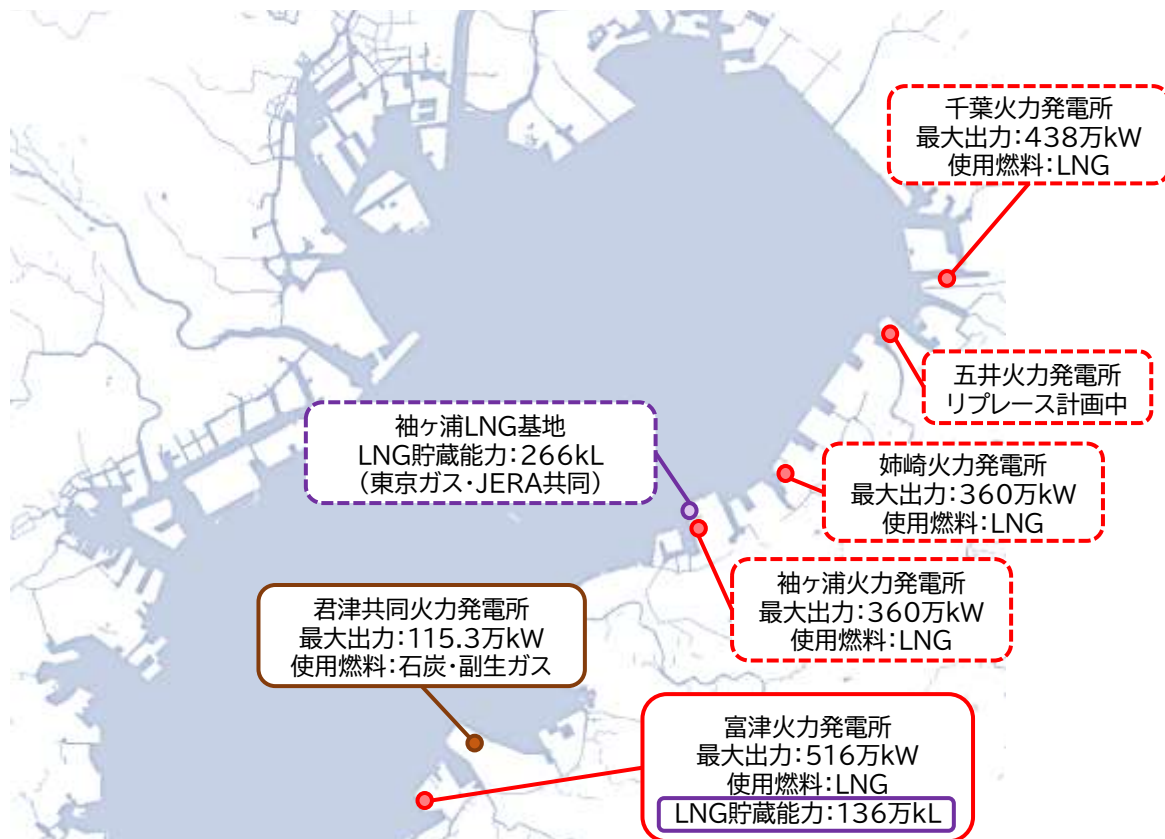 千葉火力発電所
最大出力：438万kW
使用燃料：LNG
五井火力発電所
リプレース計画中
袖ヶ浦LNG基地
LNG貯蔵能力：266kL
（東京ガス・JERA共同）
姉崎火力発電所
最大出力：360万kW
使用燃料：LNG
袖ヶ浦火力発電所
最大出力：360万kW
使用燃料：LNG
君津共同火力発電所
最大出力：115.3万kW
使用燃料：石炭・副生ガス
富津火力発電所
最大出力：516万kW
使用燃料：LNG
LNG貯蔵能力：136万kL